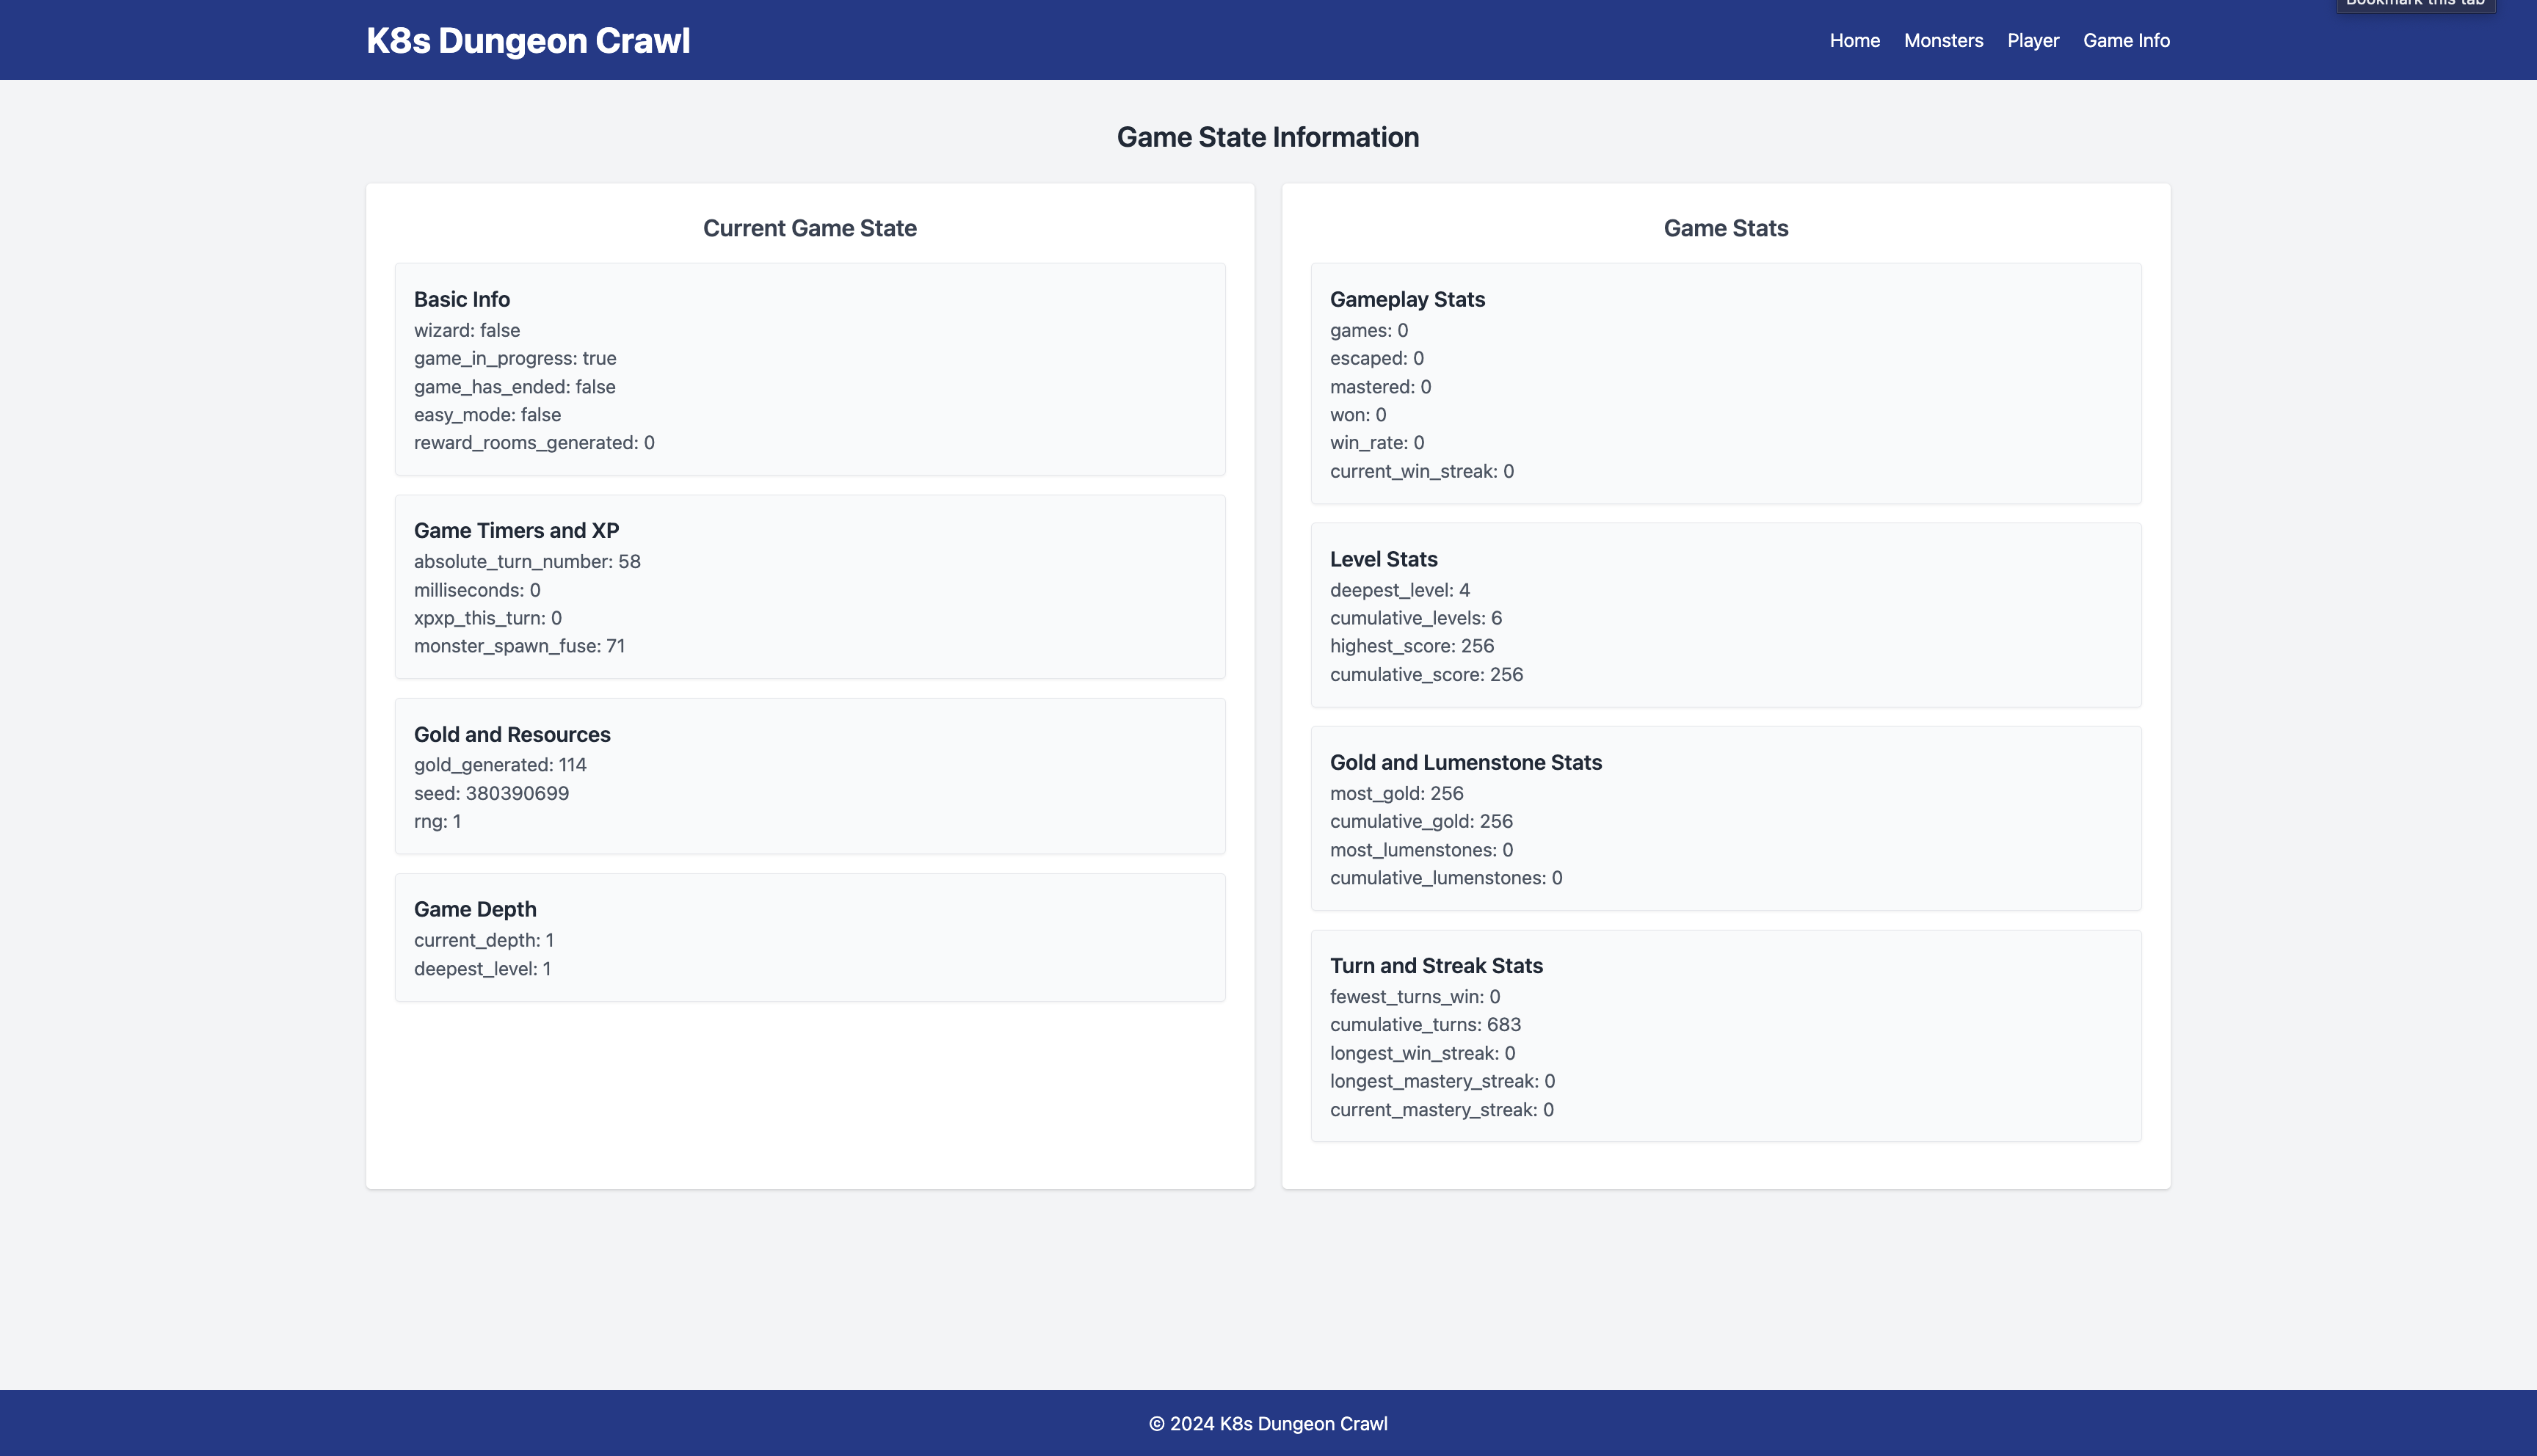 Bookmark this tab
K8s Dungeon Crawl
Home Monsters Player Game Info
Game State Information
Current Game State
Basic Info
wizard: false
game_in_progress: true
game_has_ended: false
easy_mode: false
reward_rooms_generated: 0
Game Timers and XP
absolute_turn_number: 58
milliseconds: 0
xpxp_this_turn: 0
monster_spawn_fuse: 71
Gold and Resources
gold_generated: 114
seed: 380390699
rng: 1
Game Depth
current_depth: 1
deepest_level: 1
Game Stats
Gameplay Stats
games: 0
escaped: 0
mastered: 0
won: 0
win_rate: 0
current_win_streak: 0
Level Stats
deepest_level: 4
cumulative_levels: 6
highest_score: 256
cumulative_score: 256
Gold and Lumenstone Stats
most_gold: 256
cumulative_gold: 256
most_lumenstones: 0
cumulative_lumenstones: 0
Turn and Streak Stats
fewest_turns_win: 0
cumulative_turns: 683
longest_win_streak: 0
longest_mastery_streak: 0
current_mastery_streak: 0
© 2024 K8s Dungeon Crawl